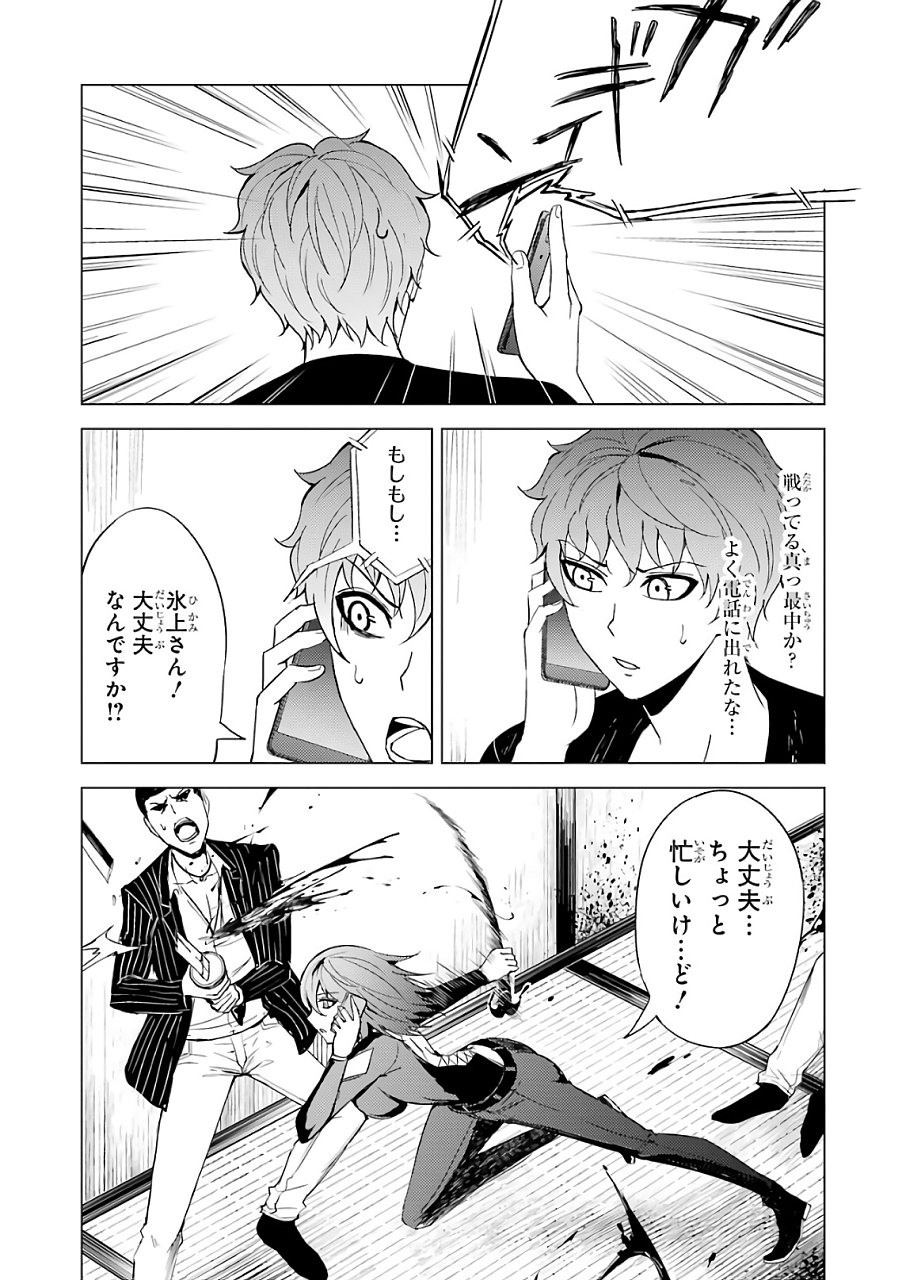 ガギ
戦ってる真っ最中か?
よく電話に出れたな…
もしもし…
氷上さん!
大丈夫
なんですか!?
大丈夫…
ちょっと
忙しいけ…ど!